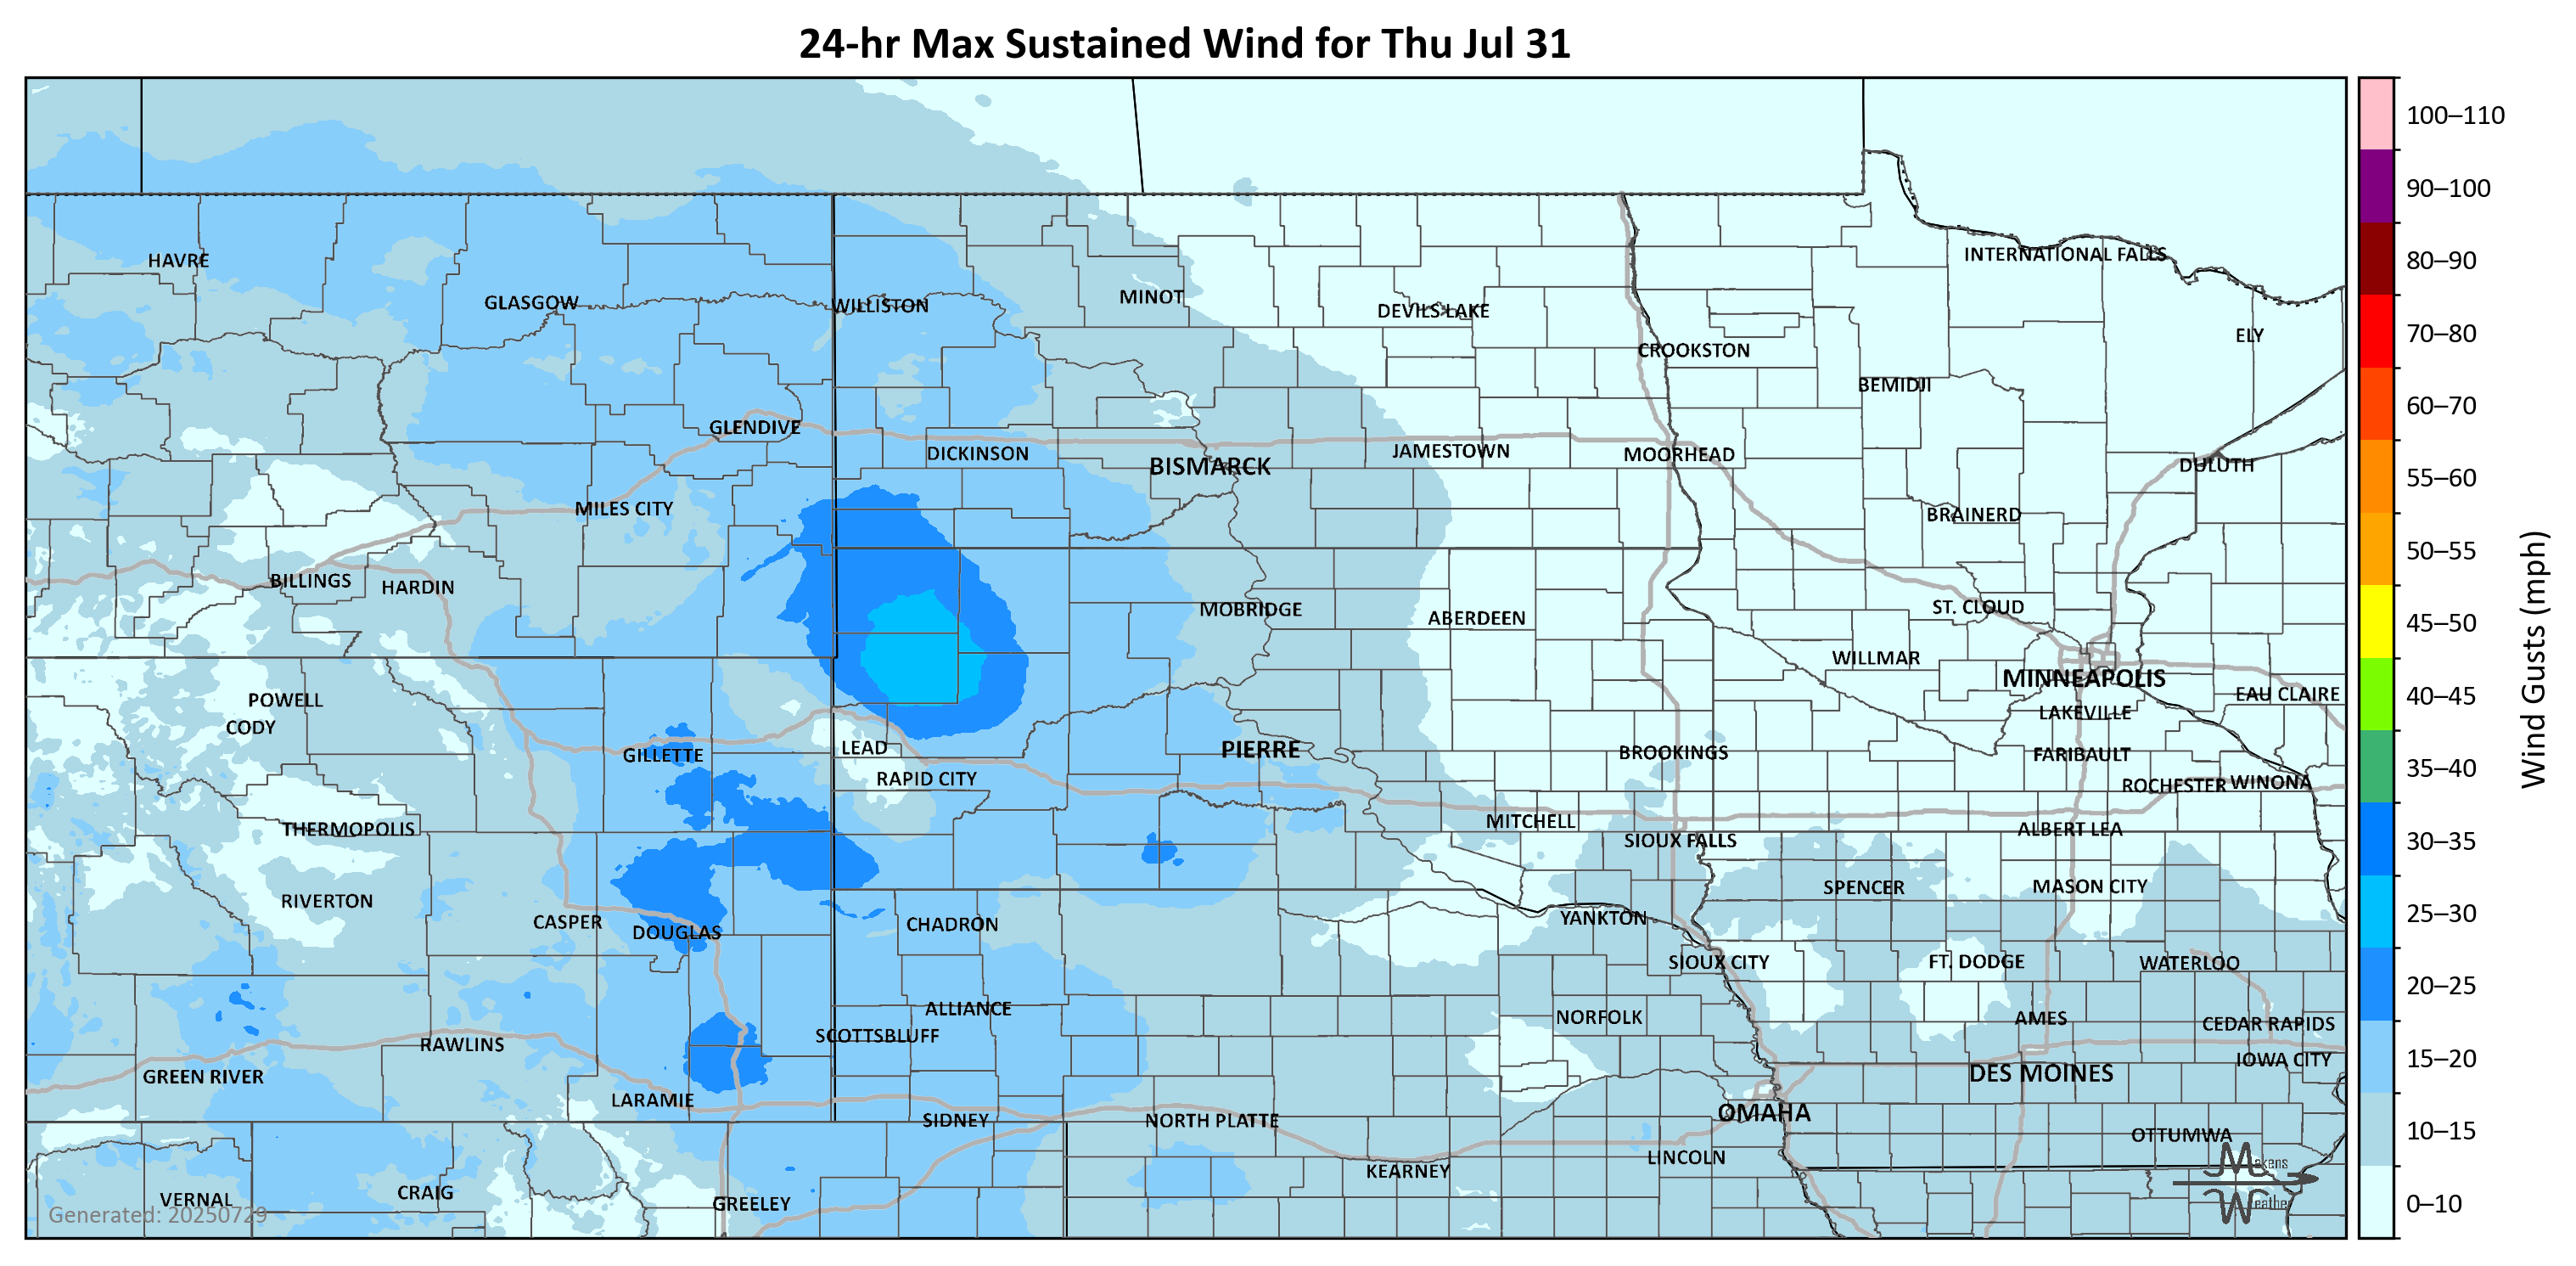 24-hr Max Sustained Wind for Thu Jul 31
100–110
90–100
80–90
70–80
60–70
55–60
50–55
45–50
40–45
35–40
30–35
25–30
20–25
15–20
10–15
0–10
Wind Gusts (mph)
HAVRE
INTERNATIONAL FALLS
GLASGOW
WILLISTON
MINOT
DEVILS LAKE
ELY
CROOKSTON
BEMIDJI
GLENDIVE
DICKINSON
BISMARCK
JAMESTOWN
MOORHEAD
DULUTH
MILES CITY
BRAINERD
BILLINGS
HARDIN
MOBRIDGE
ABERDEEN
ST. CLOUD
WILLMAR
MINNEAPOLIS
EAU CLAIRE
POWELL
CODY
LAKEVILLE
GILLETTE
LEAD
PIERRE
BROOKINGS
FARIBAULT
RAPID CITY
ROCHESTER
WINONA
THERMOPOLIS
MITCHELL
SIOUX FALLS
ALBERT LEA
RIVERTON
SPENCER
MASON CITY
CASPER
DOUGLAS
CHADRON
YANKTON
SIOUX CITY
FT. DODGE
WATERLOO
ALLIANCE
NORFOLK
AMES
CEDAR RAPIDS
SCOTTSBLUFF
RAWLINS
IOWA CITY
GREEN RIVER
DES MOINES
LARAMIE
SIDNEY
NORTH PLATTE
OMAHA
OTTUMWA
KEARNEY
LINCOLN
VERNAL
CRAIG
GREELEY
Generated: 20250729
Makens
Weather